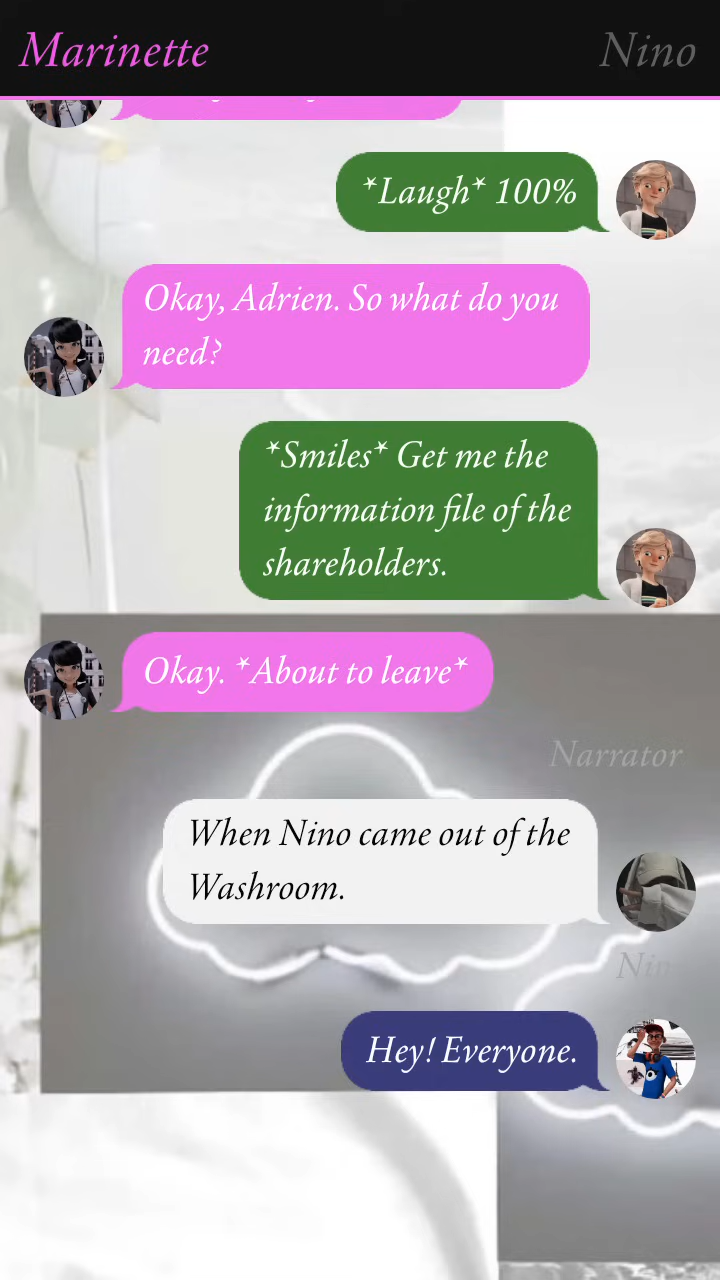 Marinette
Nino
*Laugh* 100%
Okay, Adrien. So what do you
need?
*Smiles* Get me the
information file of the
shareholders.
Okay. *About to leave*
Narrator
When Nino came out of the
Washroom.
Hey! Everyone.